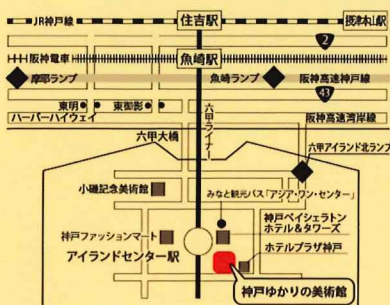 JR神戸線
住吉駅
摂津本山駅
2
阪神電車
魚崎駅
摩耶ランプ
魚崎ランプ
阪神高速神戸線
43
東明
東御影
ハーバーハイウェイ
阪神高速湾岸線
六甲大橋
六甲ライナー
六甲アイランド北ランプ
小磯記念美術館
みなと観光バス「アジア・ワン・センター」
神戸ファッションマート
神戸ベイシェラトン
ホテル&タワーズ
アイランドセンター駅
ホテルプラザ神戸
神戸ゆかりの美術館